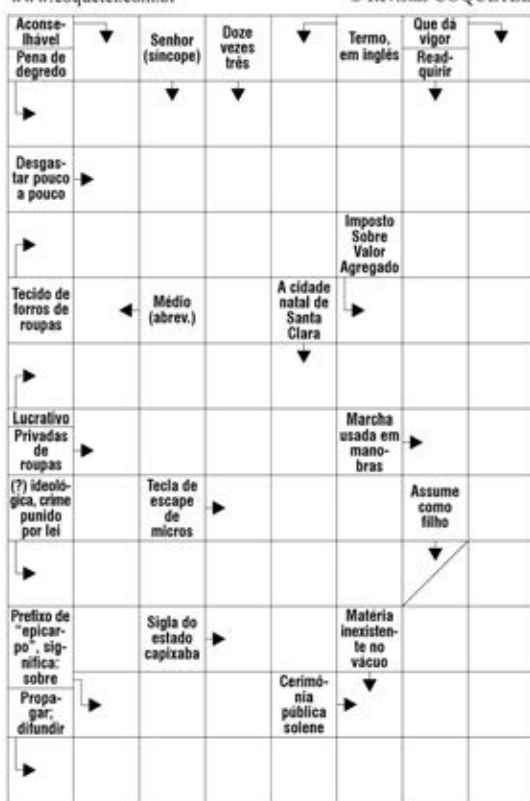 www.coquetel.com.br
© Revistas COQUETEL
Aconse-
lhável
Pena de
degredo
Senhor
(síncope)
Doze
vezes
três
Termo,
em inglês
Que dá
vigor
Read-
quirir
Desgas-
tar pouco
a pouco
Imposto
Sobre
Valor
Agregado
Tecido de
forros de
roupas
Médio
(abrev.)
A cidade
natal de
Santa
Clara
Lucrativo
Privadas
de
roupas
Marcha
usada em
mano-
bras
(?) ideoló-
gica, crime
punido
por lei
Tecla de
escape
de
micros
Assume
como
filho
Prefixo de
"epicar-
po", sig-
nifica:
sobre
Propa-
gar;
difundir
Sigla do
estado
capixaba
Matéria
inexisten-
te no
vácuo
Cerimô-
nia
pública
solene